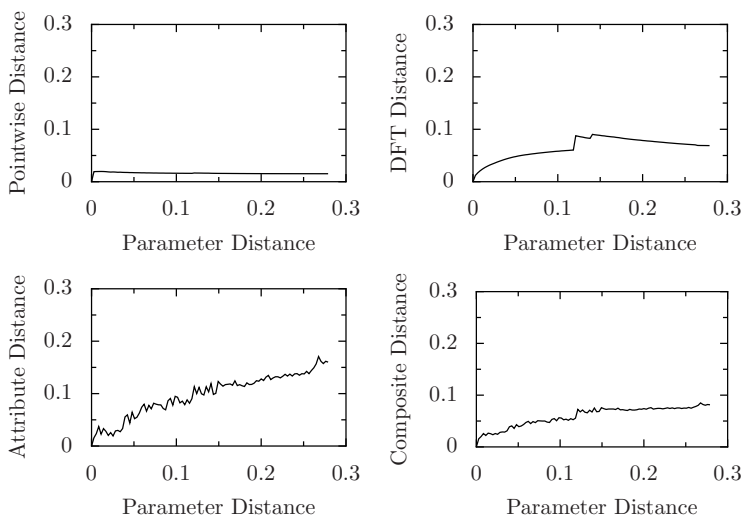 Pointwise Distance
0.3
0.2
0.1
0
0 0.1 0.2 0.3
Parameter Distance
DFT Distance
0.3
0.2
0.1
0
0 0.1 0.2 0.3
Parameter Distance
Attribute Distance
0.3
0.2
0.1
0
0 0.1 0.2 0.3
Parameter Distance
Composite Distance
0.3
0.2
0.1
0
0 0.1 0.2 0.3
Parameter Distance